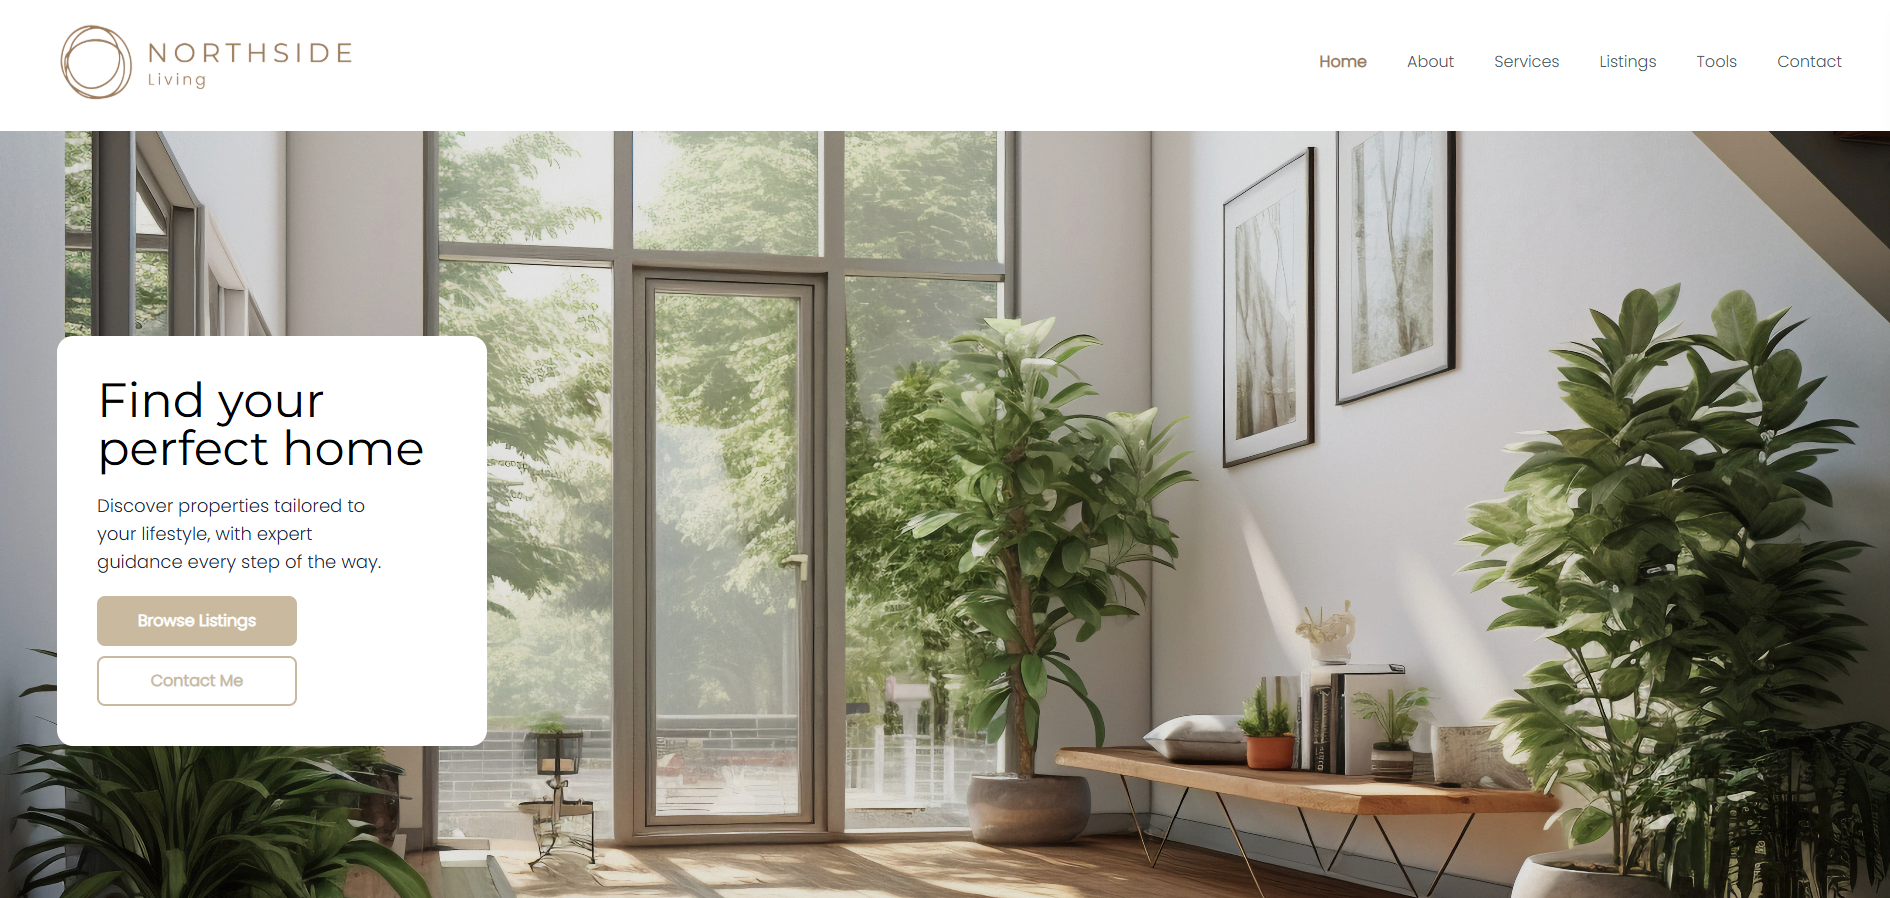 NORTHSIDE
Living
Home About Services Listings Tools Contact
Find your
perfect home
Discover properties tailored to
your lifestyle, with expert
guidance every step of the way.
Browse Listings
Contact Me